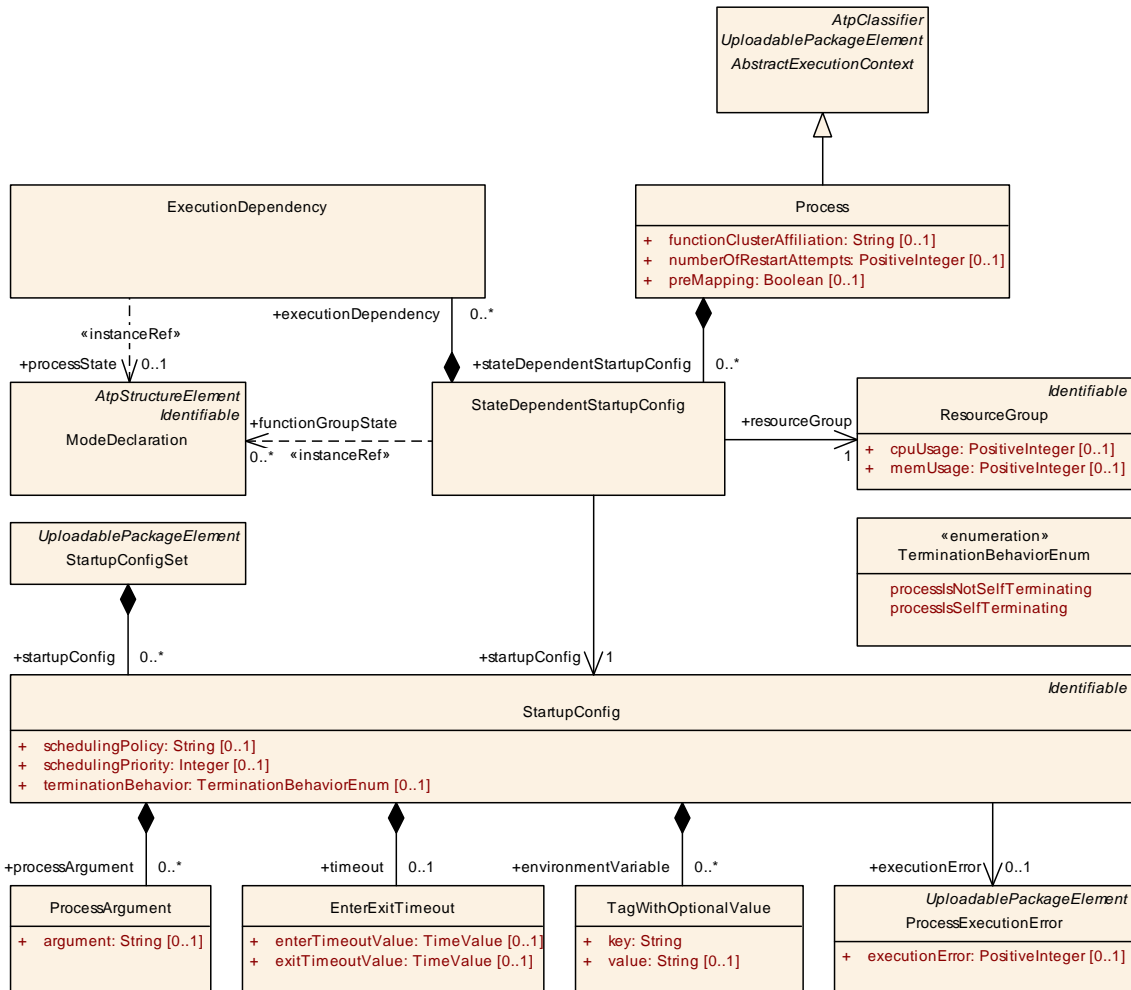 AtpClassifier
UploadablePackageElement
AbstractExecutionContext
ExecutionDependency
Process
+ functionClusterAffiliation: String [0..1]
+ numberOfRestartAttempts: PositiveInteger [0..1]
+ preMapping: Boolean [0..1]
+executionDependency 0..*
«instanceRef»
+processState 0..1
+stateDependentStartupConfig 0..*
AtpStructureElement
Identifiable
ModeDeclaration
+functionGroupState
0..*
«instanceRef»
StateDependentStartupConfig
+resourceGroup
1
Identifiable
ResourceGroup
+ cpuUsage: PositiveInteger [0..1]
+ memUsage: PositiveInteger [0..1]
UploadablePackageElement
StartupConfigSet
«enumeration»
TerminationBehaviorEnum
processIsNotSelfTerminating
processIsSelfTerminating
+startupConfig 0..*
+startupConfig 1
Identifiable
StartupConfig
+ schedulingPolicy: String [0..1]
+ schedulingPriority: Integer [0..1]
+ terminationBehavior: TerminationBehaviorEnum [0..1]
+processArgument 0..*
+timeout 0..1
+environmentVariable 0..*
+executionError 0..1
ProcessArgument
+ argument: String [0..1]
EnterExitTimeout
+ enterTimeoutValue: TimeValue [0..1]
+ exitTimeoutValue: TimeValue [0..1]
TagWithOptionalValue
+ key: String
+ value: String [0..1]
UploadablePackageElement
ProcessExecutionError
+ executionError: PositiveInteger [0..1]